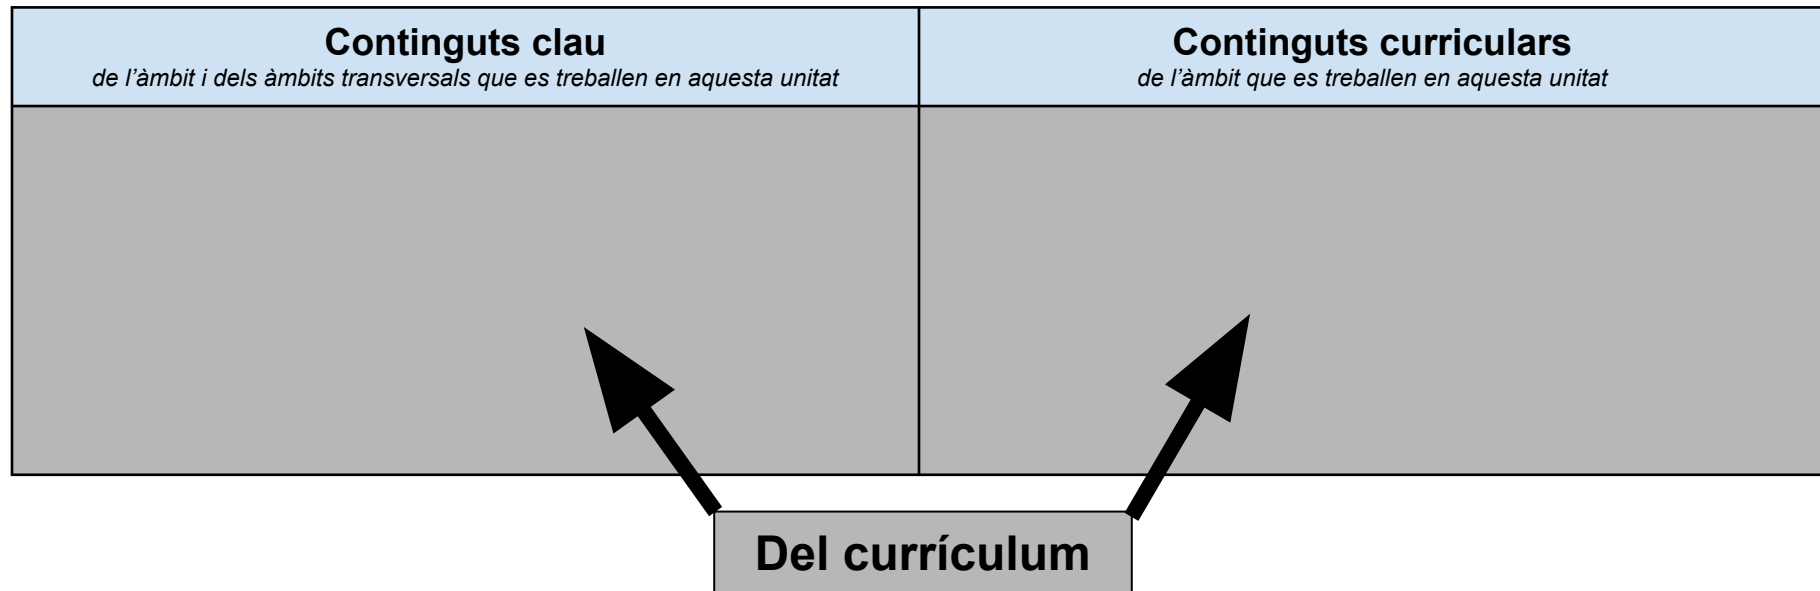 Continguts clau
de l’àmbit i dels àmbits transversals que es treballen en aquesta unitat
Continguts curriculars
de l’àmbit que es treballen en aquesta unitat
Del currículum